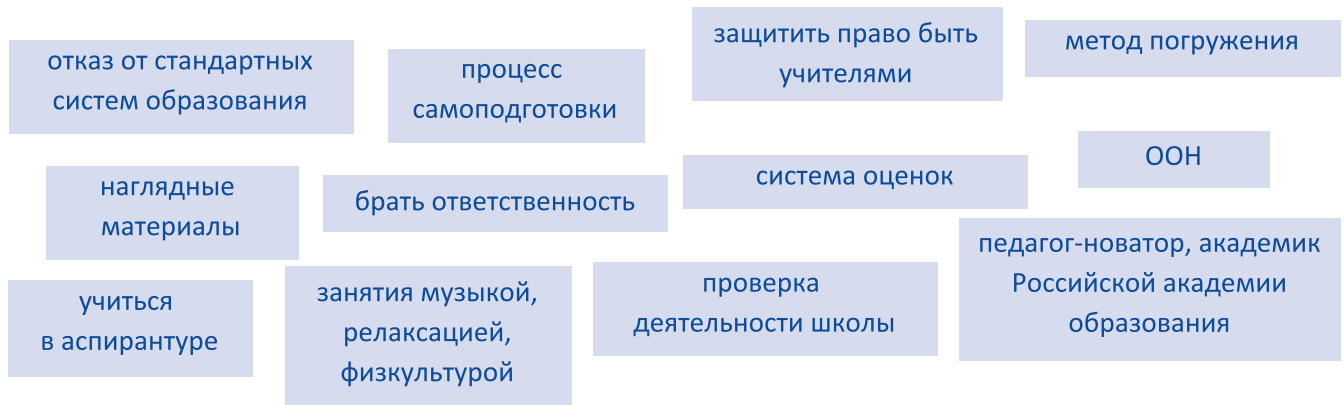 отказ от стандартных
систем образования
процесс
самоподготовки
защитить право быть
учителями
метод погружения
наглядные
материалы
брать ответственность
система оценок
ООН
учиться
в аспирантуре
занятия музыкой,
релаксацией,
физкультурой
проверка
деятельности школы
педагог-новатор, академик
Российской академии
образования